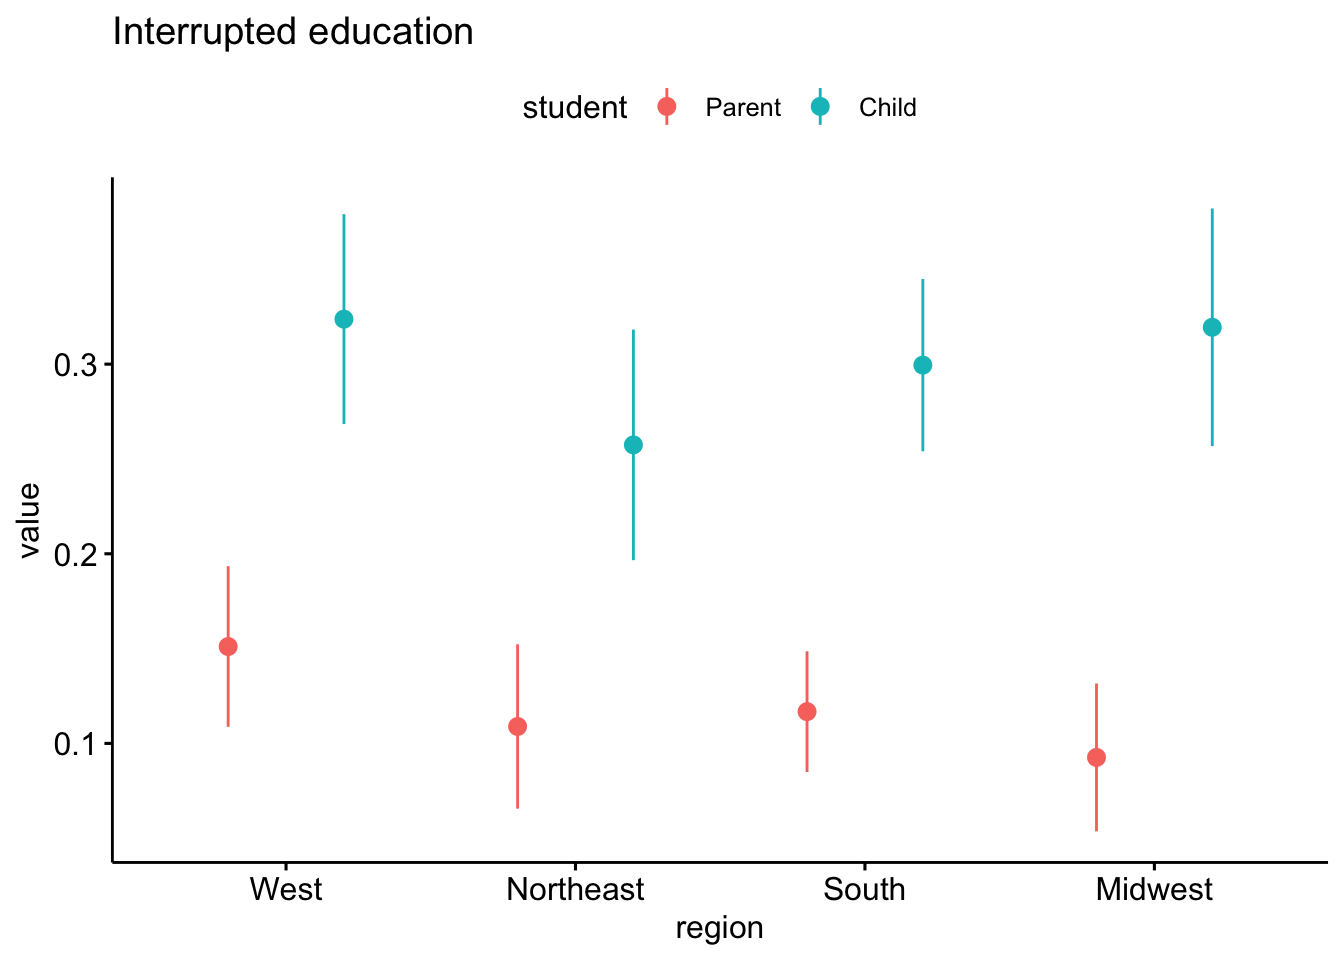 Interrupted education
student Parent Child
0.3
0.2
0.1
value
West Northeast South Midwest
region